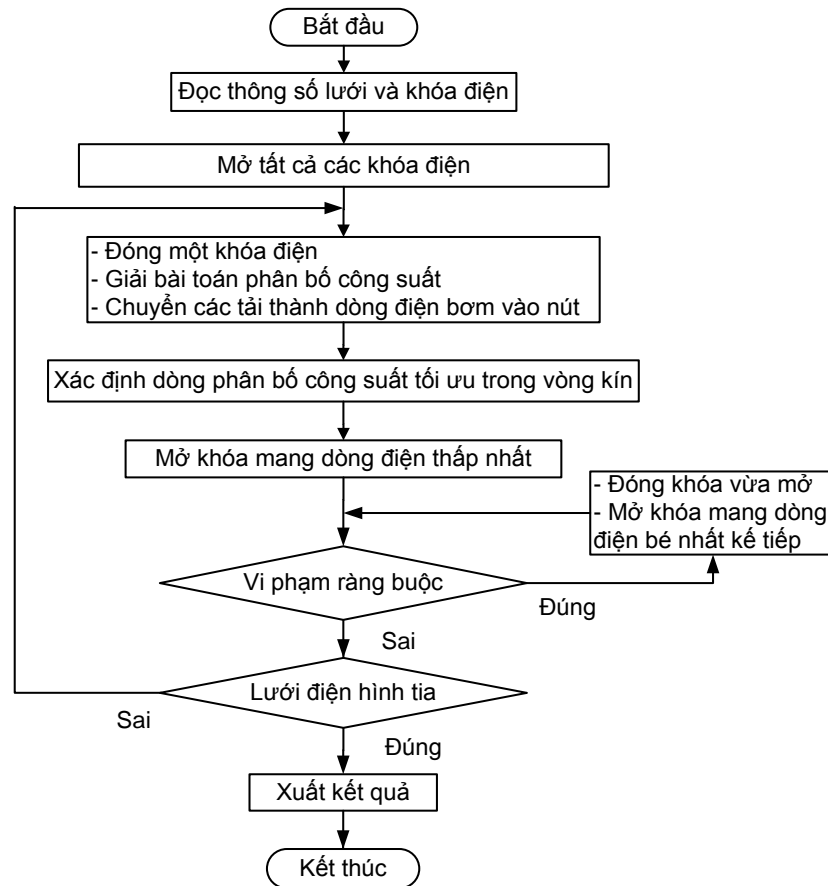 Bắt đầu
Đọc thông số lưới và khóa điện
Mở tất cả các khóa điện
- Đóng một khóa điện
- Giải bài toán phân bố công suất
- Chuyển các tải thành dòng điện bơm vào nút
Xác định dòng phân bố công suất tối ưu trong vòng kín
Mở khóa mang dòng điện thấp nhất
- Đóng khóa vừa mở
- Mở khóa mang dòng
điện bé nhất kế tiếp
Vi phạm ràng buộc
Đúng
Sai
Lưới điện hình tia
Sai
Đúng
Xuất kết quả
Kết thúc